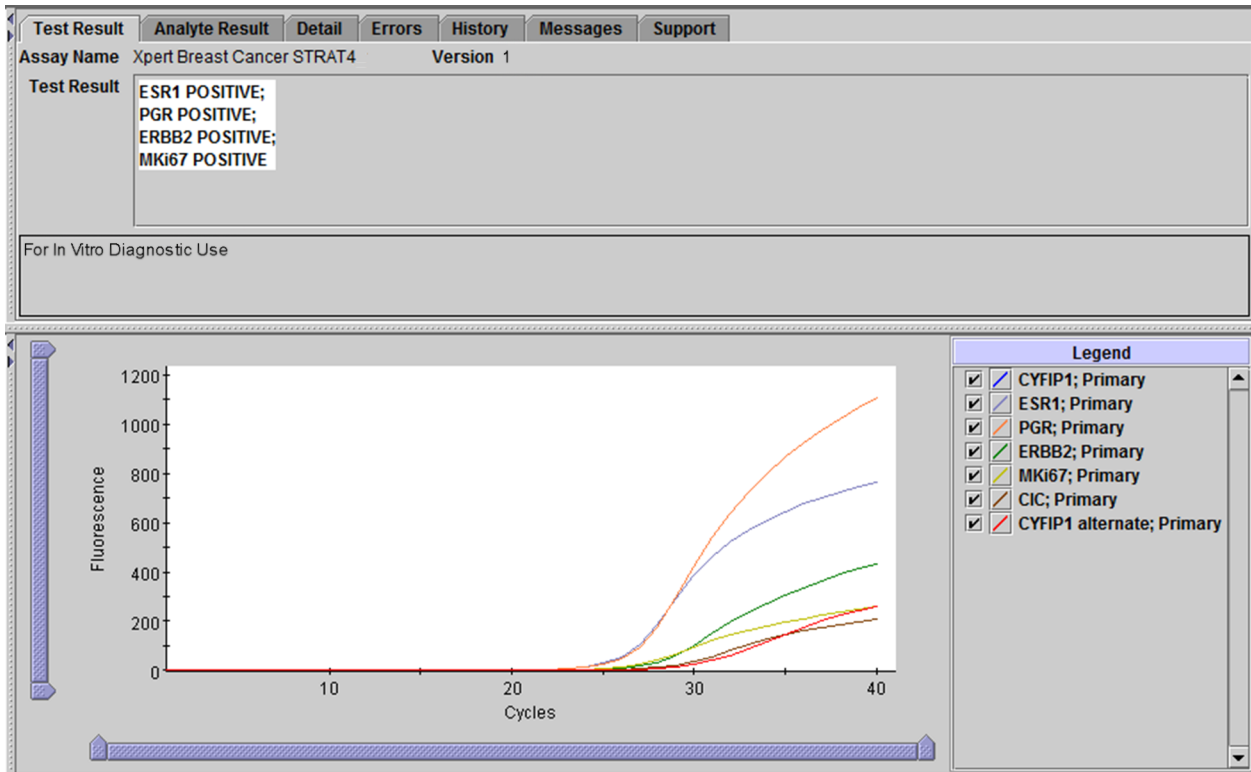 Test Result Analyte Result Detail Errors History Messages Support
Assay Name Xpert Breast Cancer STRAT4 Version 1
Test Result
ESR1 POSITIVE;
PGR POSITIVE;
ERBB2 POSITIVE;
MKi67 POSITIVE
For In Vitro Diagnostic Use
1200
1000
800
600
400
200
0
10 20 30 40
Fluorescence
Cycles
Legend
CYFIP1; Primary
ESR1; Primary
PGR; Primary
ERBB2; Primary
MKi67; Primary
CIC; Primary
CYFIP1 alternate; Primary